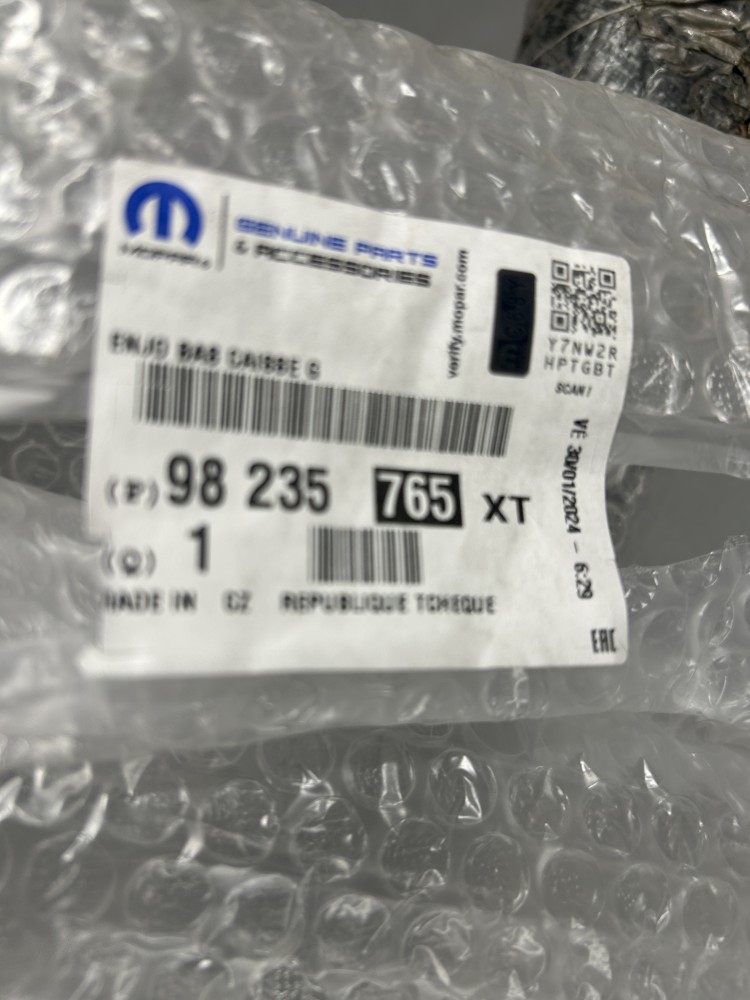 MOPAR
GENUINE PARTS
& ACCESSORIES
verify.mopar.com
Y7NW2R
HPTGBT
SCAN!
ENJO BAS CAISSE G
(P) 98 235 765 XT
(Q) 1
MADE IN CZ REPUBLIQUE TCHEQUE
VE 30/01/2024 - 6:29
EAC